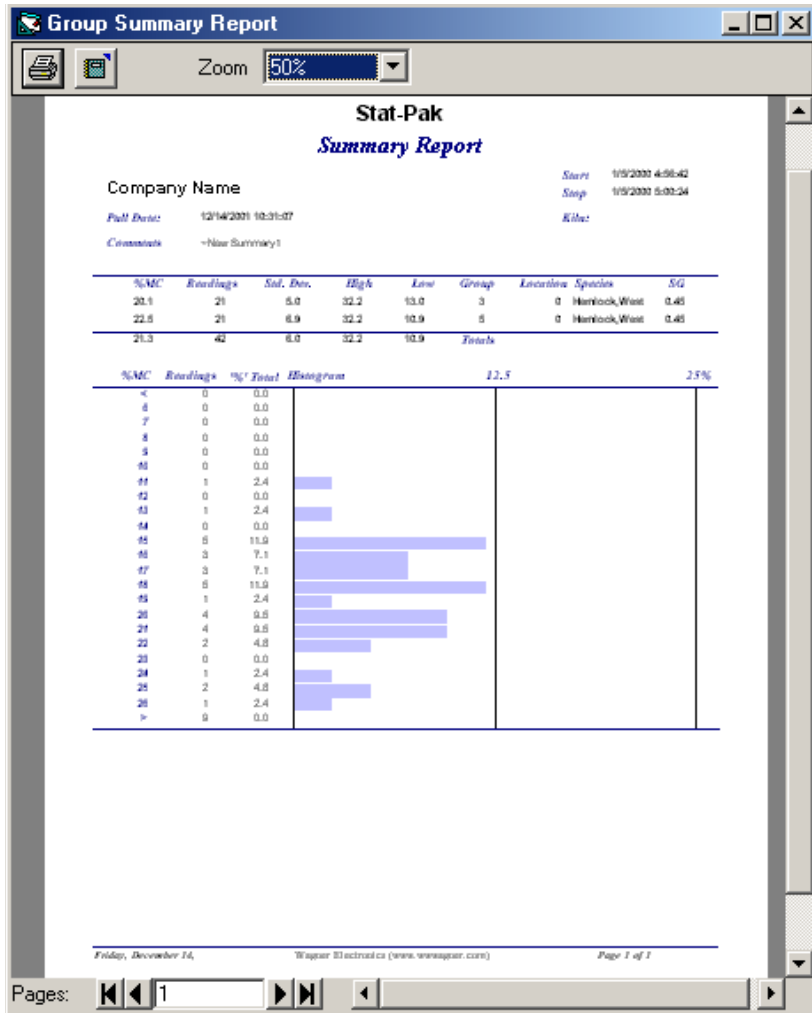 Group Summary Report
Zoom 50%
Stat-Pak
Summary Report
Start 1/5/2000 4:56:42
Company Name
Stop 1/5/2000 5:00:24
Pull Date: 12/14/2001 10:31:07
Kiln:
Comments ~New Summary1
%MC Readings Std. Dev. High Low Group Location Species SG
20.1 21 5.0 32.2 13.0 3 0 Hemlock,West 0.45
22.5 21 6.9 32.2 10.9 5 0 Hemlock,West 0.45
21.3 42 6.0 32.2 10.9 Totals
%MC Readings '%' Total Histogram 12.5 25%
< 0 0.0
6 0 0.0
7 0 0.0
8 0 0.0
9 0 0.0
10 0 0.0
11 1 2.4
12 0 0.0
13 1 2.4
14 0 0.0
15 5 11.9
16 3 7.1
17 3 7.1
18 5 11.9
19 1 2.4
20 4 9.5
21 4 9.5
22 2 4.8
23 0 0.0
24 1 2.4
25 2 4.8
26 1 2.4
> 9 0.0
Friday, December 14, Wagner Electronics (www.wwwagner.com) Page 1 of 1
Pages: 1